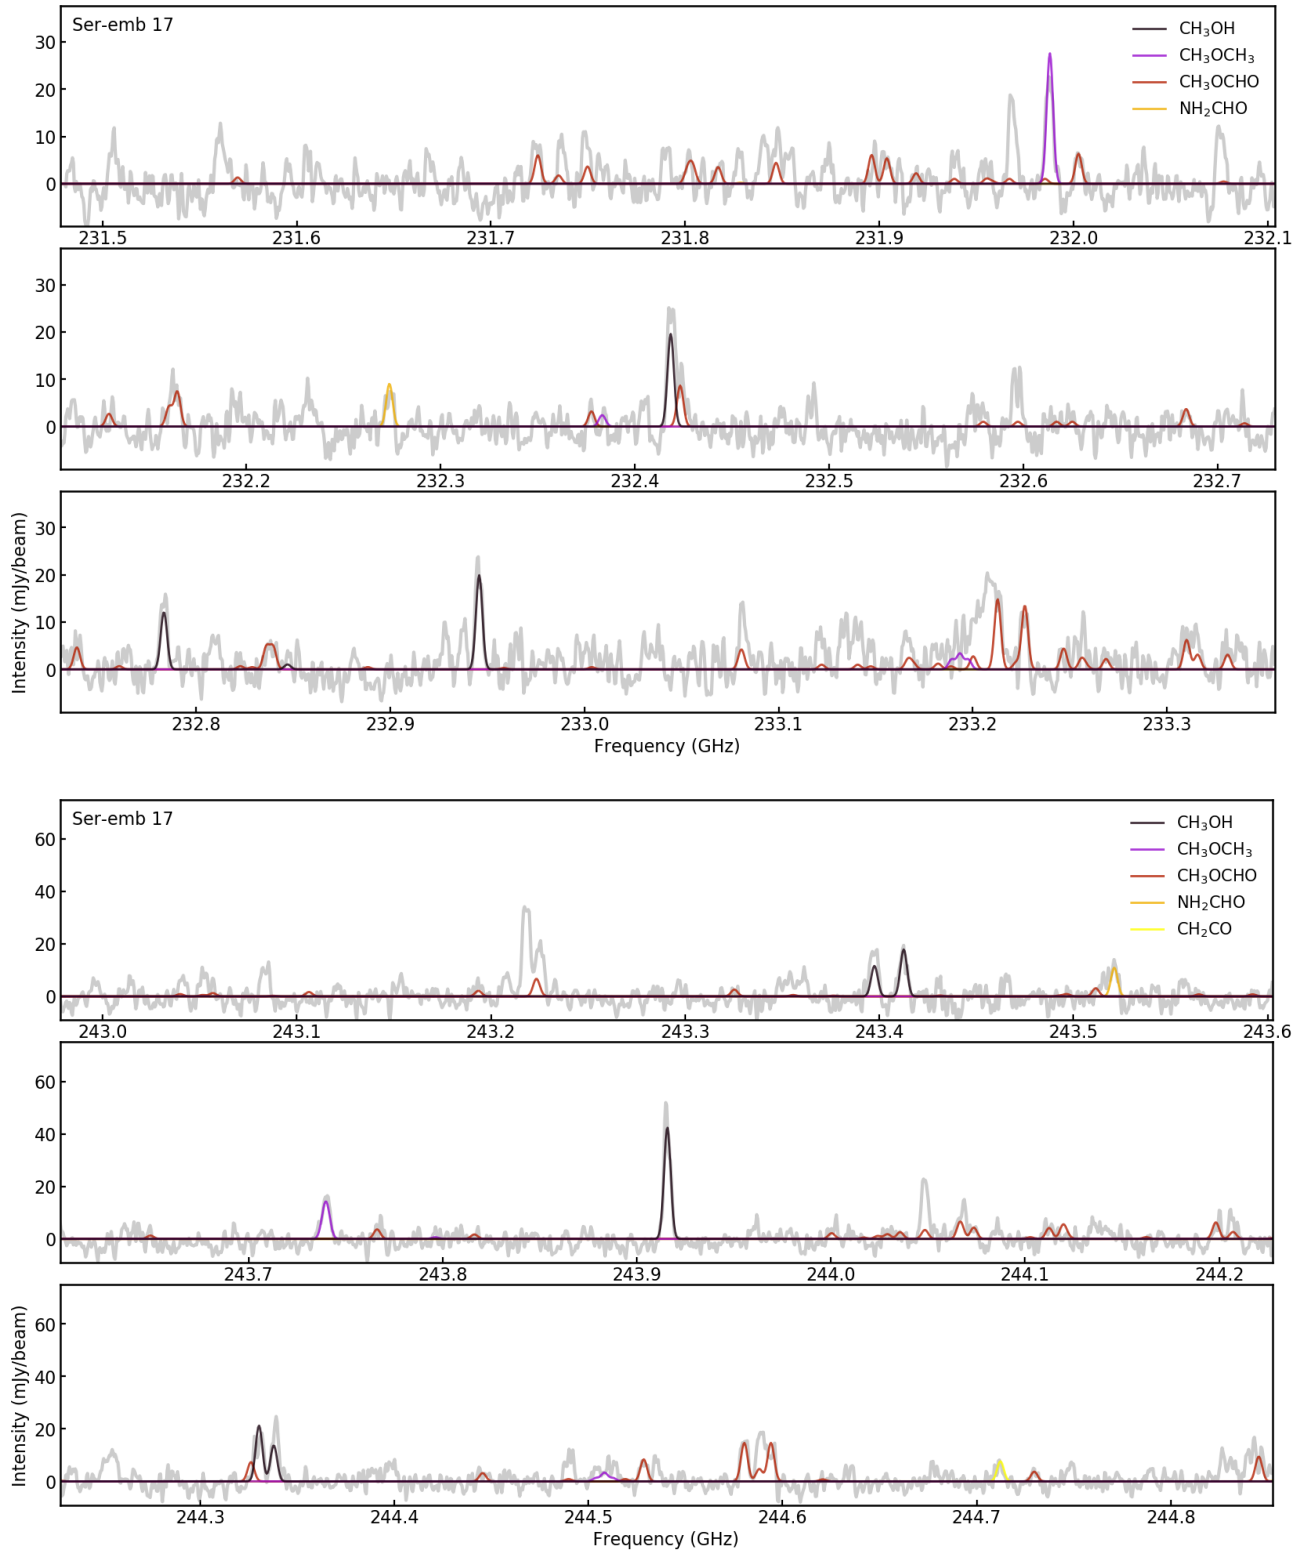 Ser-emb 17
CH₃OH
CH₃OCH₃
CH₃OCHO
NH₂CHO
30
20
10
0
231.5 231.6 231.7 231.8 231.9 232.0 232.1
30
20
10
0
232.2 232.3 232.4 232.5 232.6 232.7
30
20
10
0
Intensity (mJy/beam)
232.8 232.9 233.0 233.1 233.2 233.3
Frequency (GHz)
Ser-emb 17
CH₃OH
CH₃OCH₃
CH₃OCHO
NH₂CHO
CH₂CO
60
40
20
0
243.0 243.1 243.2 243.3 243.4 243.5 243.6
60
40
20
0
243.7 243.8 243.9 244.0 244.1 244.2
60
40
20
0
Intensity (mJy/beam)
244.3 244.4 244.5 244.6 244.7 244.8
Frequency (GHz)